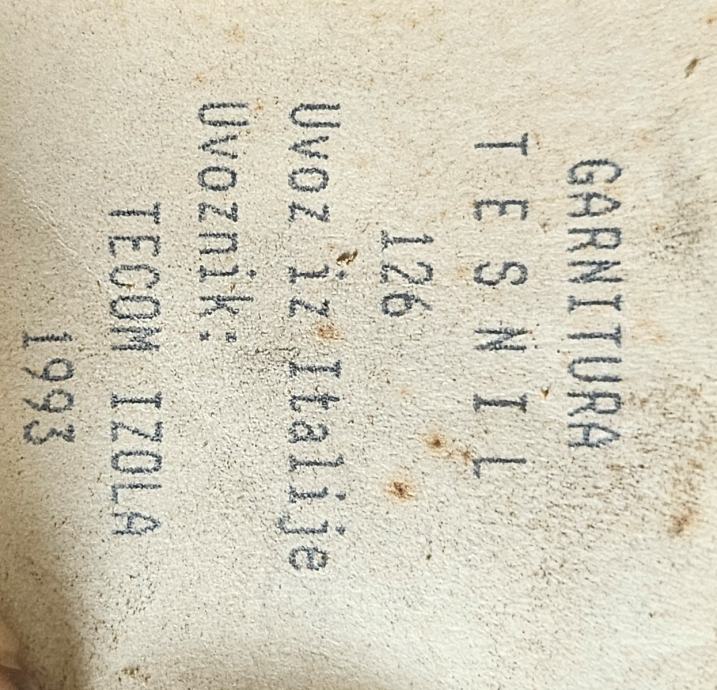 GARNITURA
T E S N I L
126
Uvoz iz Italije
Uvoznik:
TECOM IZOLA
1993